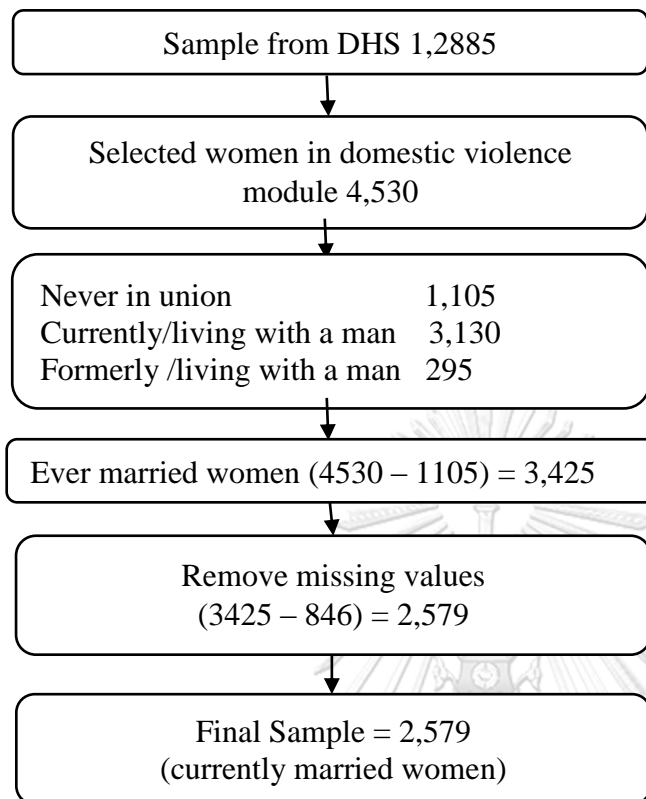 Sample from DHS 1,2885
Selected women in domestic violence
module 4,530
Never in union 1,105
Currently/living with a man 3,130
Formerly /living with a man 295
Ever married women (4530 – 1105) = 3,425
Remove missing values
(3425 – 846) = 2,579
Final Sample = 2,579
(currently married women)